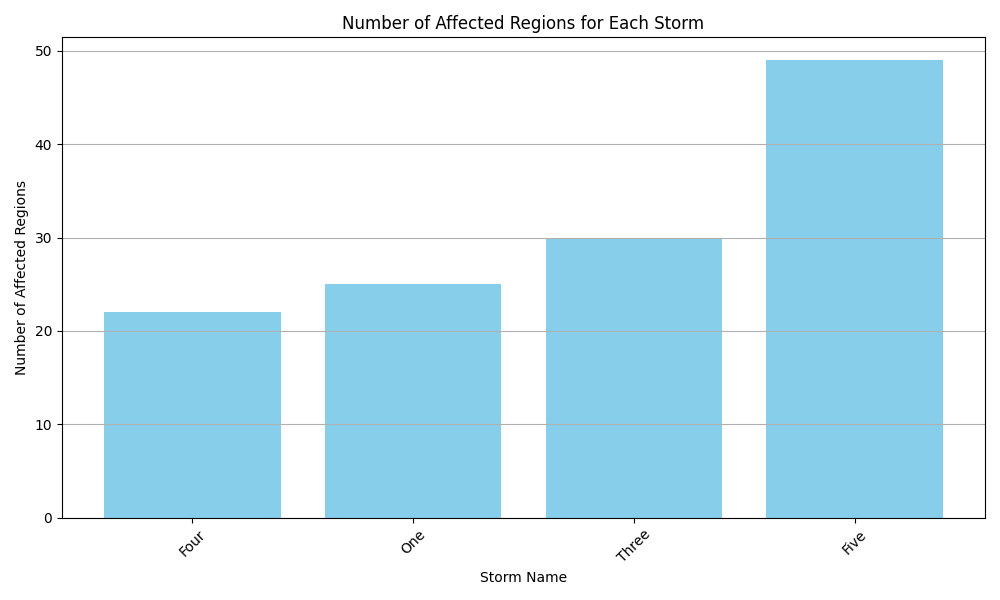 Number of Affected Regions for Each Storm
Number of Affected Regions
50
40
30
20
10
0
Four
One
Three
Five
Storm Name